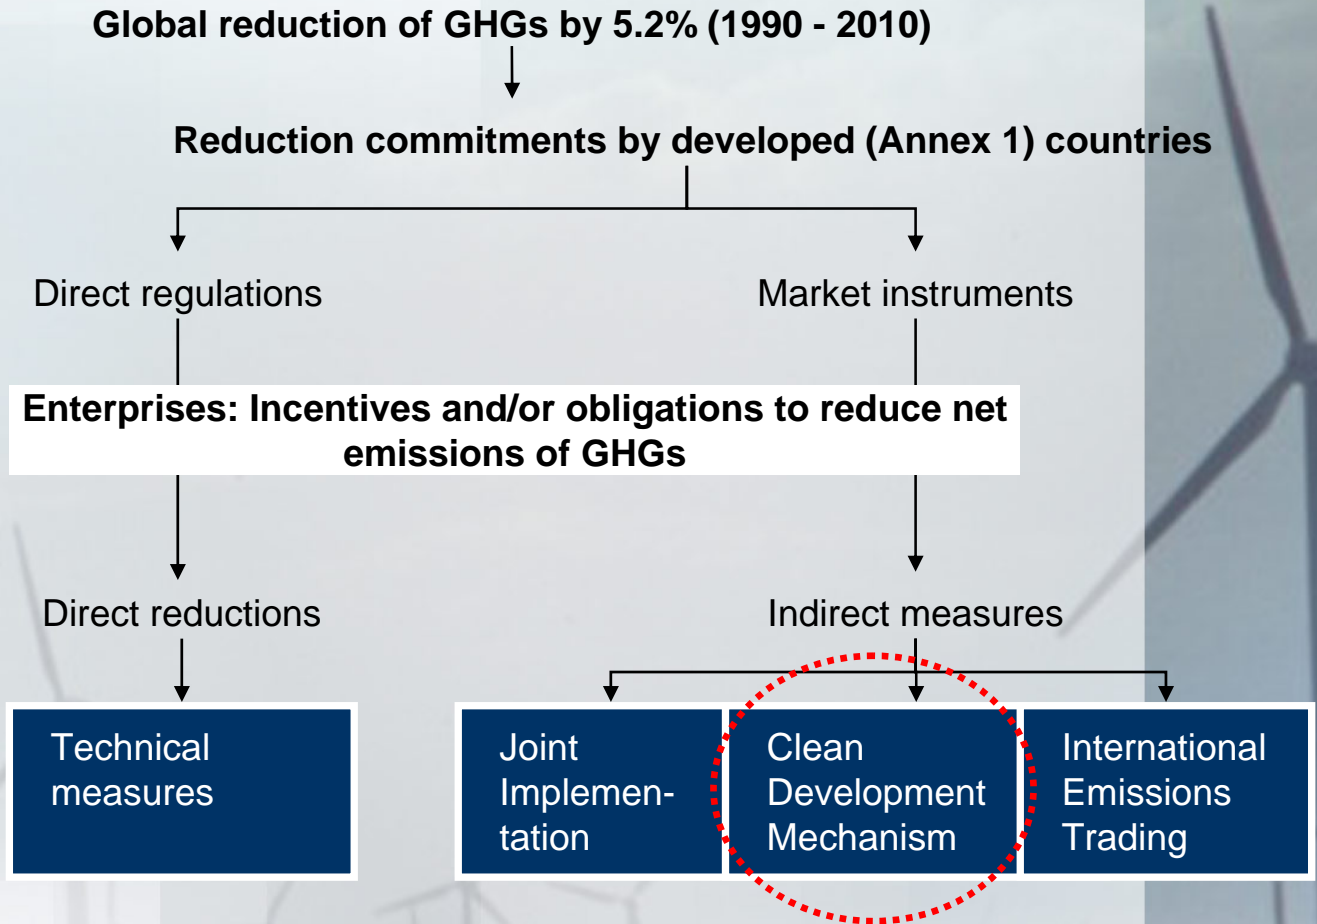 Global reduction of GHGs by 5.2% (1990 - 2010)
Reduction commitments by developed (Annex 1) countries
Direct regulations
Market instruments
Enterprises: Incentives and/or obligations to reduce net
emissions of GHGs
Direct reductions
Indirect measures
Technical
measures
Joint
Implemen-
tation
Clean
Development
Mechanism
International
Emissions
Trading